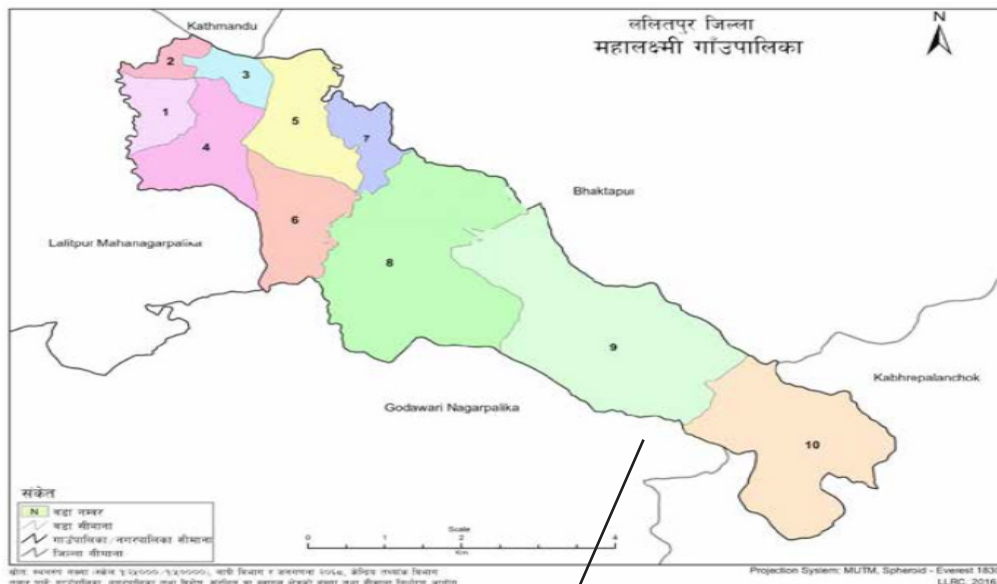 ललितपुर जिल्ला
महालक्ष्मी गाँउपालिका
N
Kathmandu
2
3
1
5
7
4
Bhaktapur
6
Lalitpur Mahanagarpalika
8
9
Kabhrepalanchok
Godawari Nagarpalika
10
संकेत
N वडा नम्बर
वडा सीमाना
गाउँपालिका/नगरपालिका सीमाना
जिल्ला सीमाना
Scale
0 1 2 4
Km
Projection System: MUTM, Spheroid - Everest 1830
LLRC, 2016